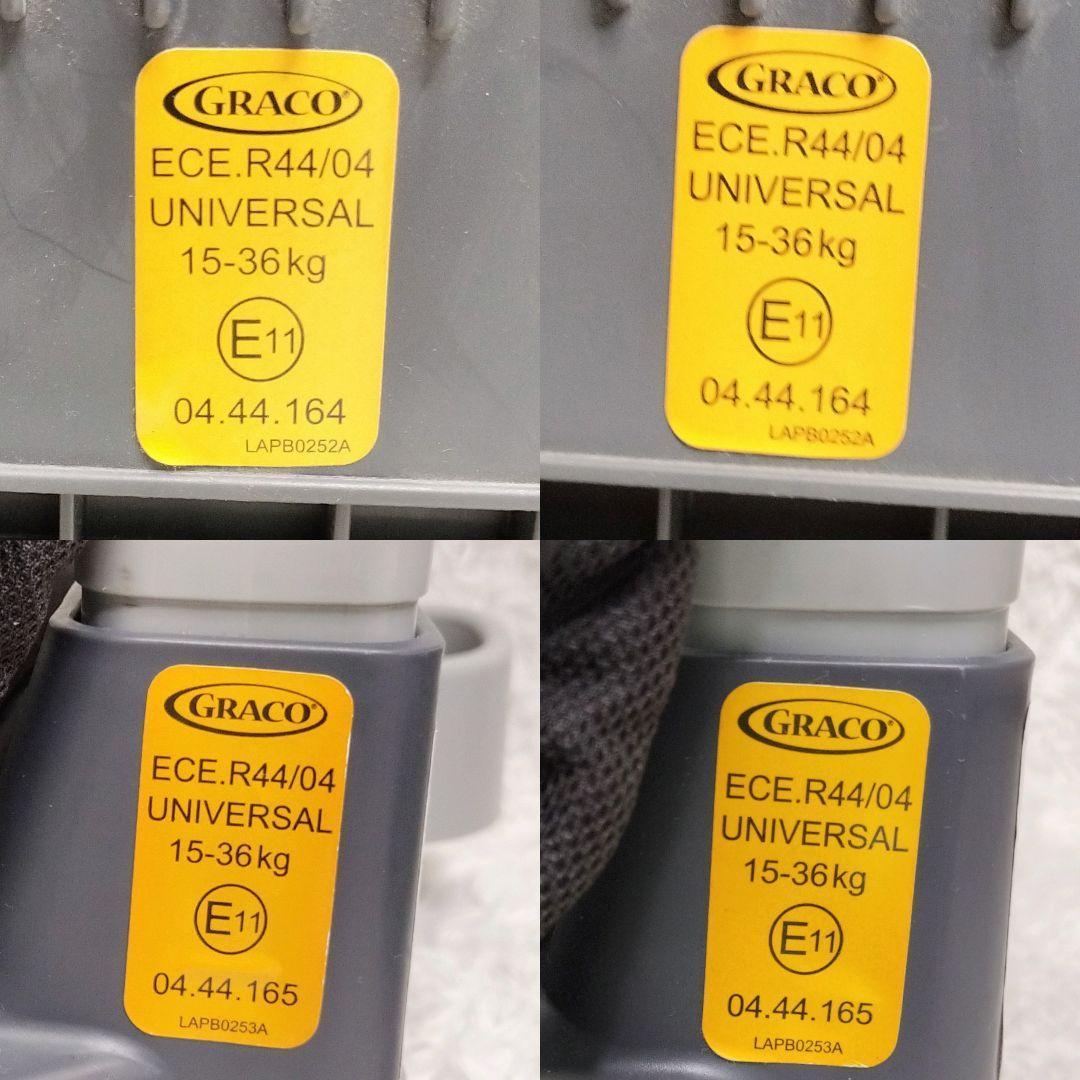 GRACO®
ECE.R44/04
UNIVERSAL
15-36kg
E11
04.44.164
LAPB0252A
GRACO®
ECE.R44/04
UNIVERSAL
15-36kg
E11
04.44.164
LAPB0252A
GRACO®
ECE.R44/04
UNIVERSAL
15-36kg
E11
04.44.165
LAPB0253A
GRACO®
ECE.R44/04
UNIVERSAL
15-36kg
E11
04.44.165
LAPB0253A